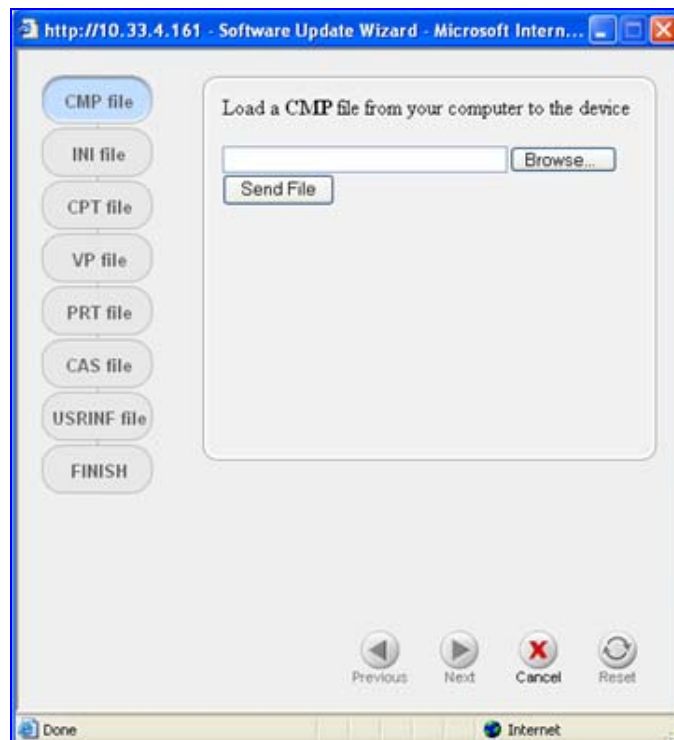 http://10.33.4.161 - Software Update Wizard - Microsoft Intern...
CMP file
INI file
CPT file
VP file
PRT file
CAS file
USRINF file
FINISH
Load a CMP file from your computer to the device
Browse...
Send File
Previous
Next
Cancel
Reset
Done
Internet